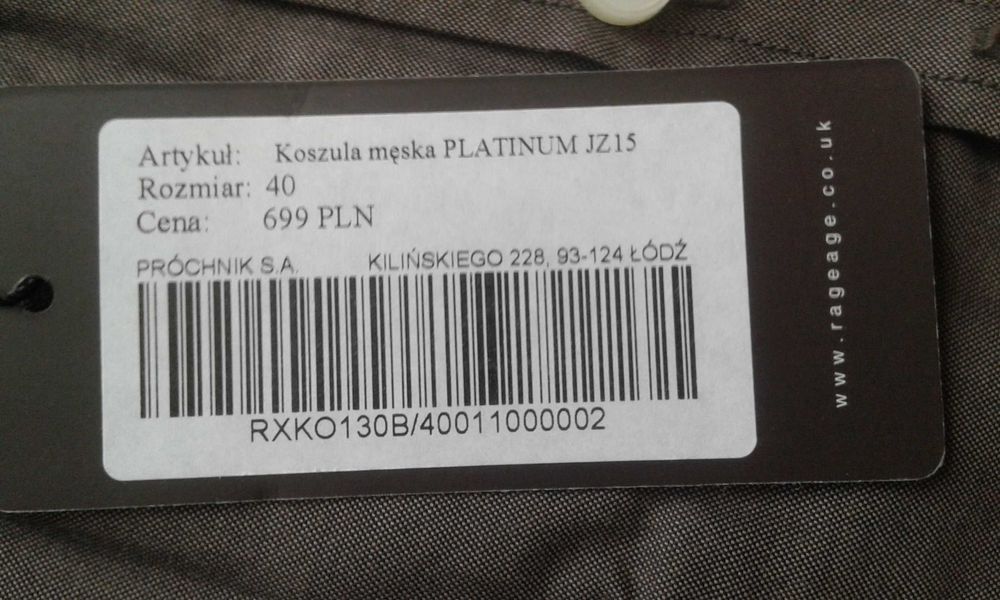 Artykuł: Koszula męska PLATINUM JZ15
Rozmiar: 40
Cena: 699 PLN
PRÓCHNIK S.A. KILIŃSKIEGO 228, 93-124 ŁÓDŹ
RXKO130B/40011000002
www.rageage.co.uk